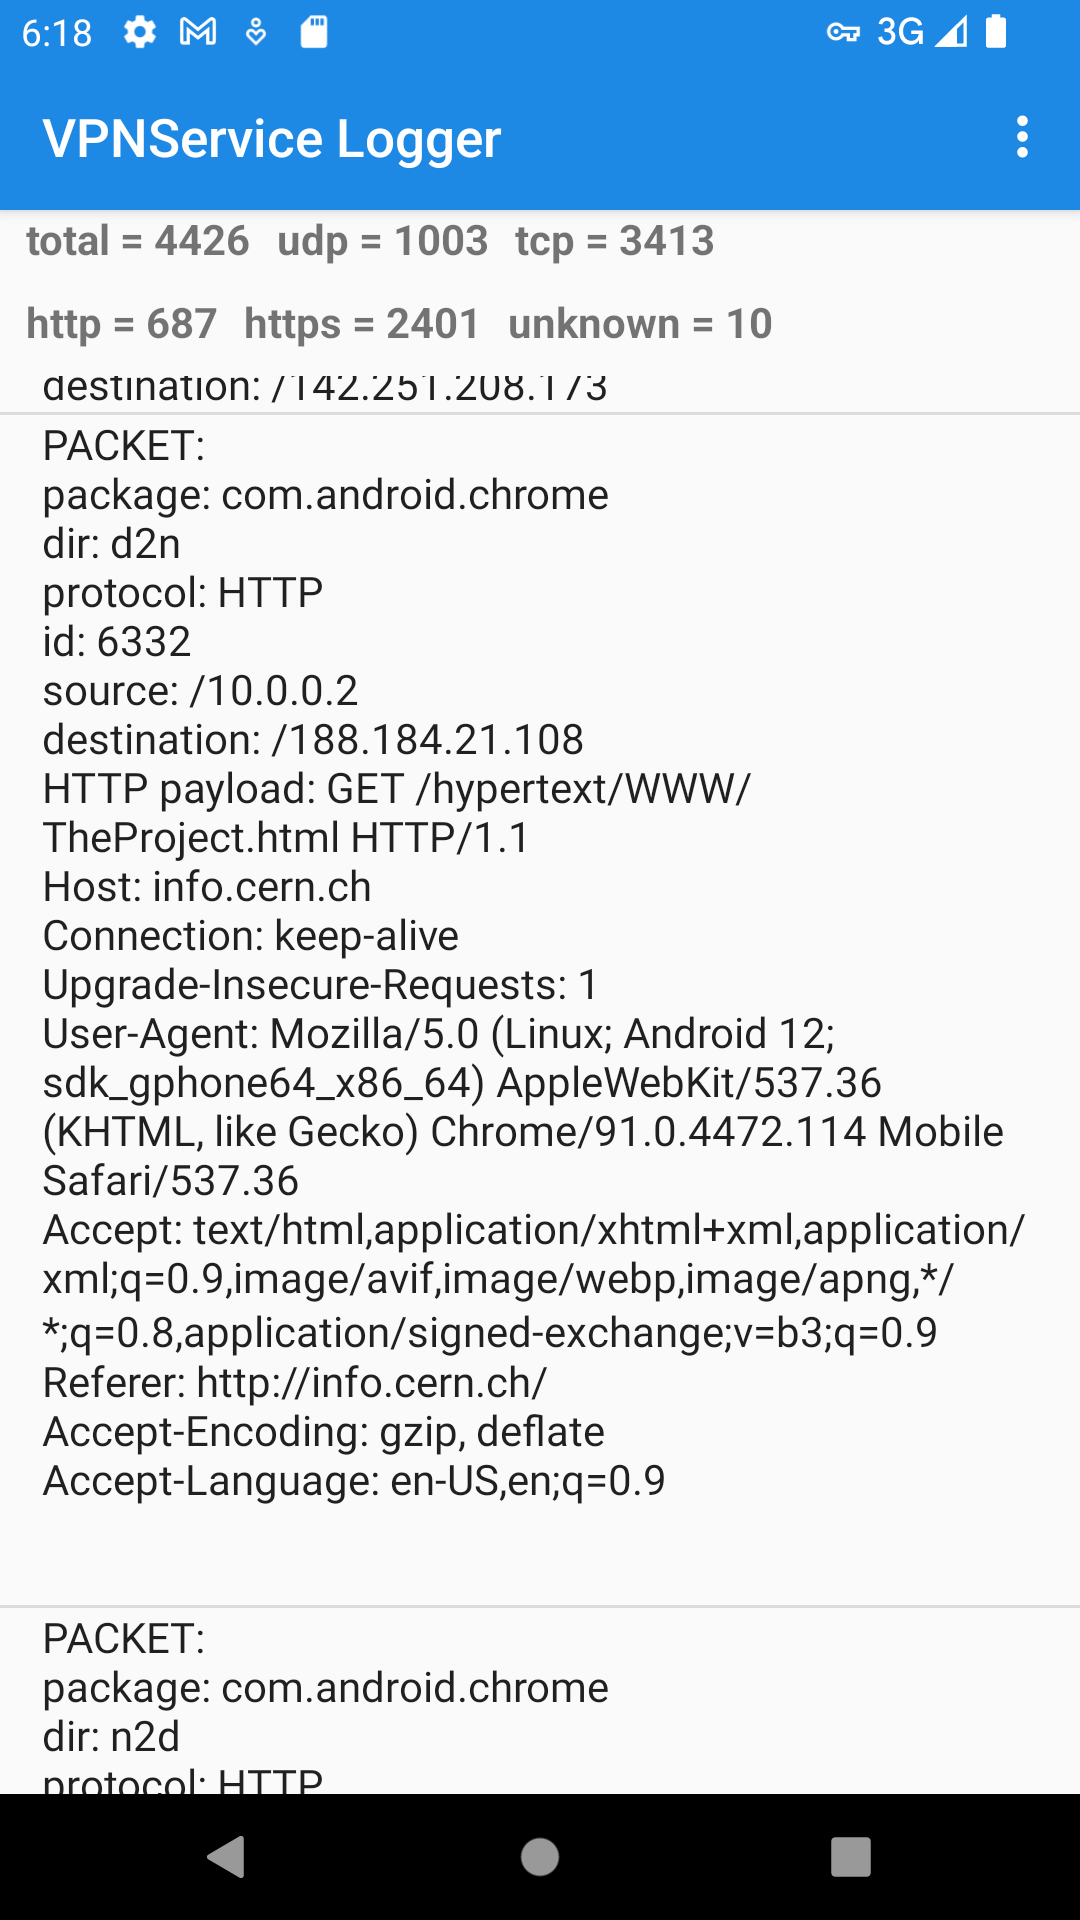 6:18 3G
VPNService Logger
total = 4426 udp = 1003 tcp = 3413
http = 687 https = 2401 unknown = 10
destination: /142.251.208.173
PACKET:
package: com.android.chrome
dir: d2n
protocol: HTTP
id: 6332
source: /10.0.0.2
destination: /188.184.21.108
HTTP payload: GET /hypertext/WWW/
TheProject.html HTTP/1.1
Host: info.cern.ch
Connection: keep-alive
Upgrade-Insecure-Requests: 1
User-Agent: Mozilla/5.0 (Linux; Android 12;
sdk_gphone64_x86_64) AppleWebKit/537.36
(KHTML, like Gecko) Chrome/91.0.4472.114 Mobile
Safari/537.36
Accept: text/html,application/xhtml+xml,application/
xml;q=0.9,image/avif,image/webp,image/apng,*/
*;q=0.8,application/signed-exchange;v=b3;q=0.9
Referer: http://info.cern.ch/
Accept-Encoding: gzip, deflate
Accept-Language: en-US,en;q=0.9
PACKET:
package: com.android.chrome
dir: n2d
protocol: HTTP